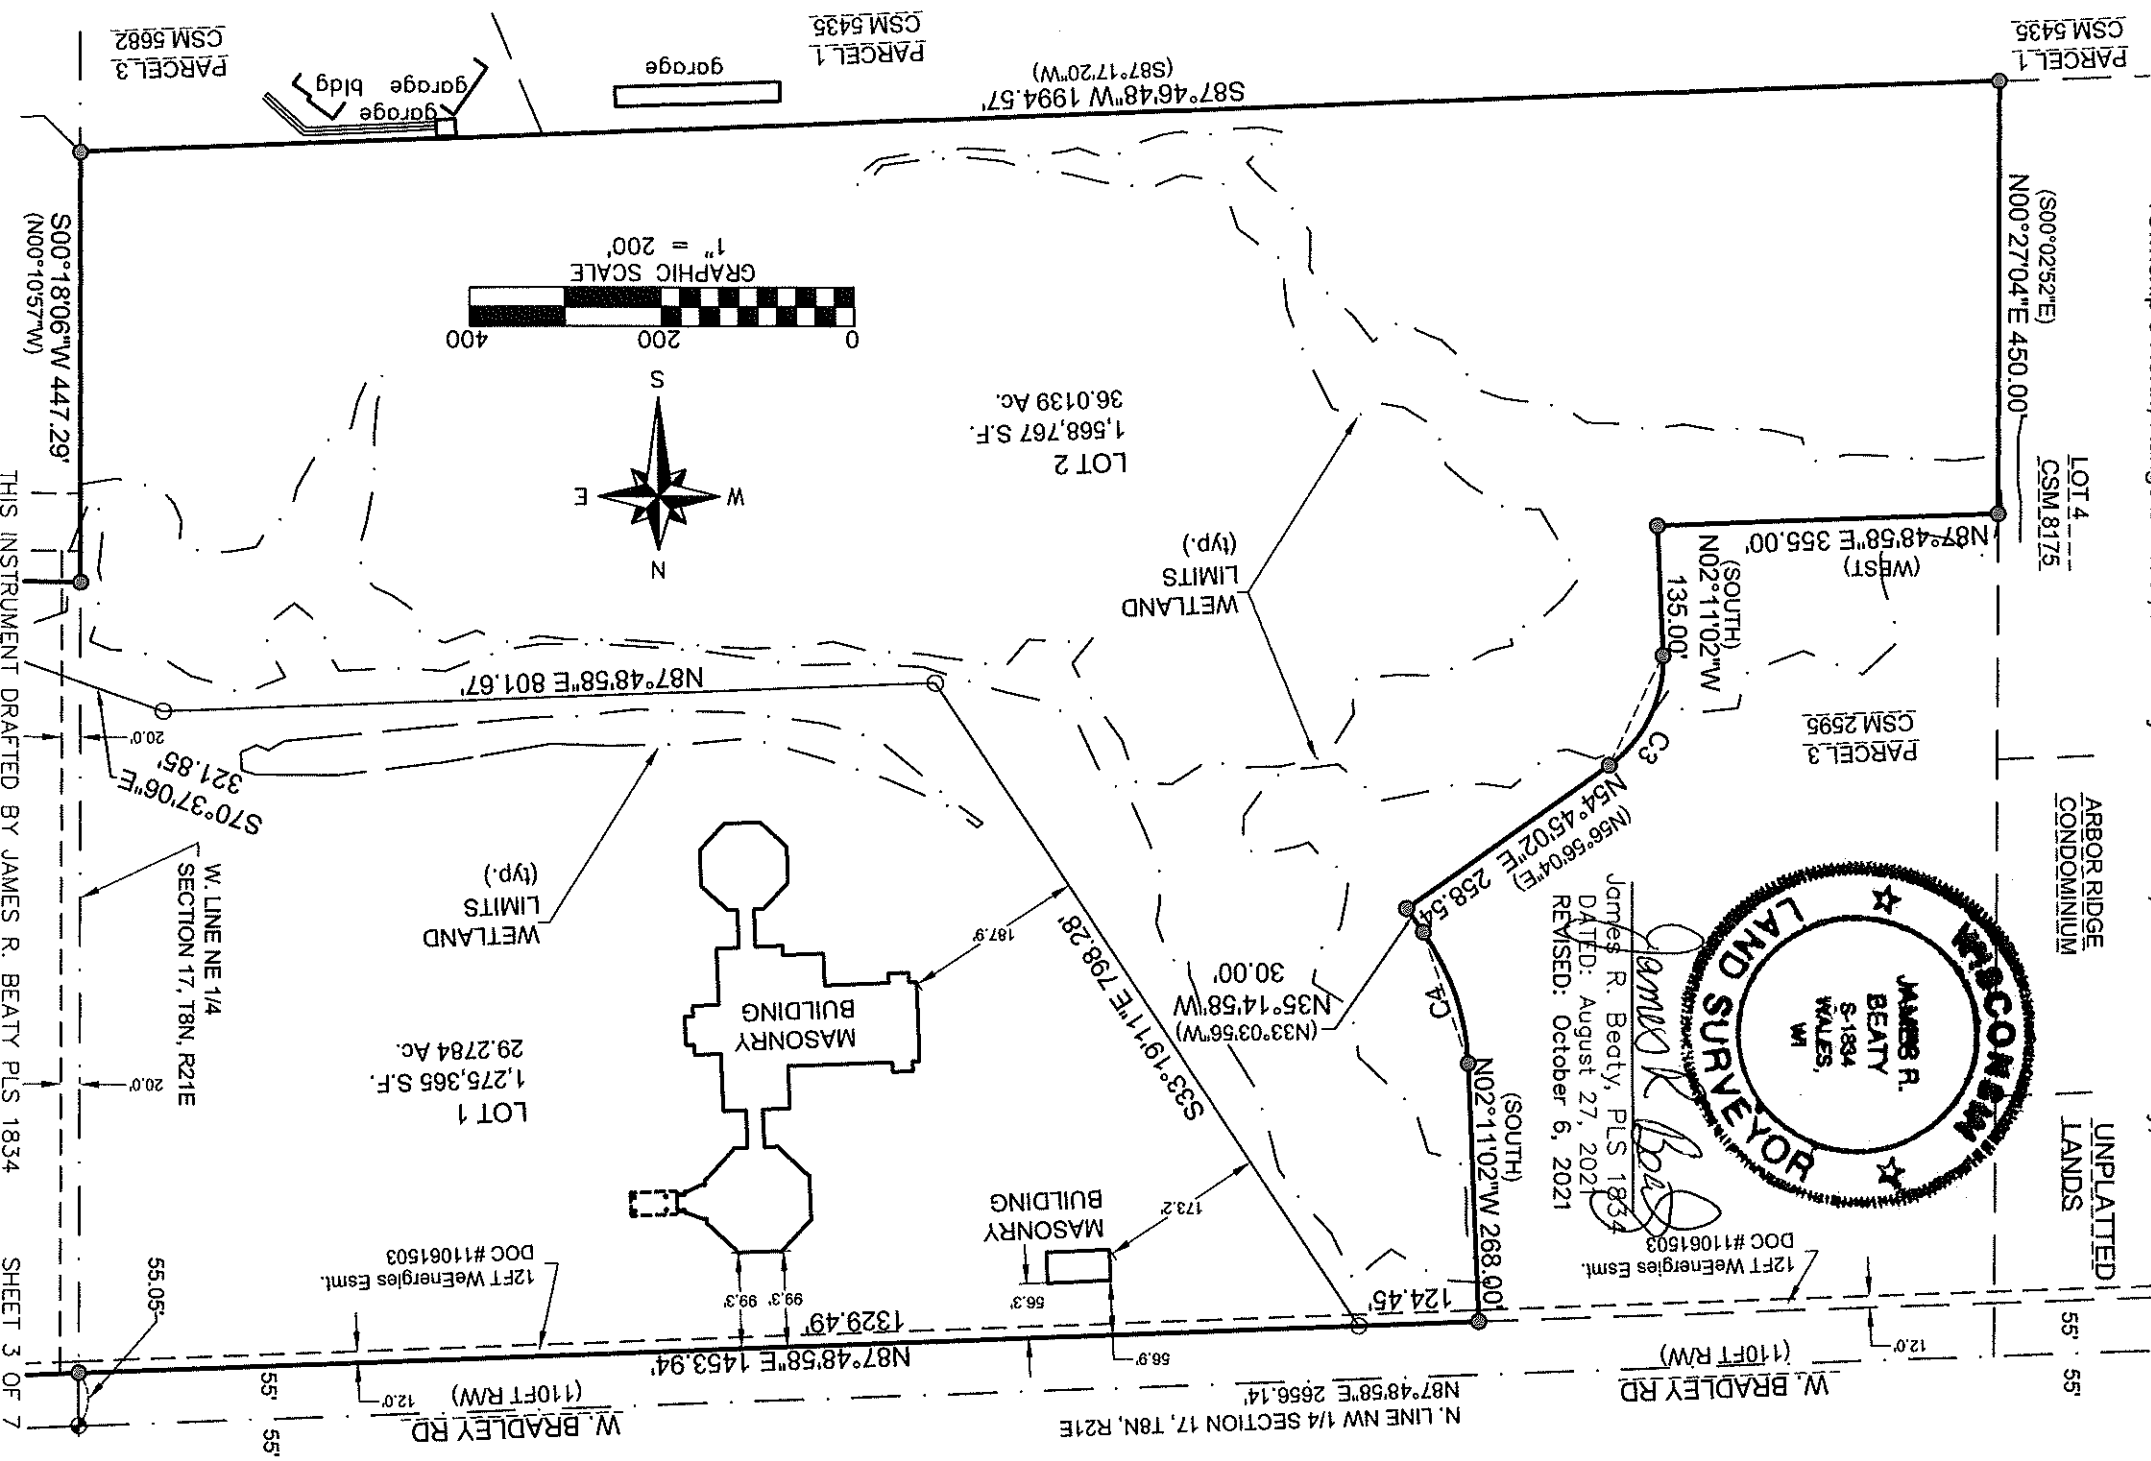 W. BRADLEY RD
(110FT R/W)
N. LINE NW 1/4 SECTION 17, T8N, R21E
N87°48'58"E 2656.14'
W. BRADLEY RD
(110FT R/W)
55'
55'
12.0'
12.0'
55'
55'
55.05'
N87°48'58"E 1453.94'
1329.49'
124.45'
56.9'
56.3'
99.3'
99.3'
12FT WeEnergies Esmt.
DOC #11061503
12FT WeEnergies Esmt.
DOC #11061503
UNPLATTED
LANDS
ARBOR RIDGE
CONDOMINIUM
LOT 4
CSM 8175
PARCEL 3
CSM 2595
(SOUTH)
N02°11'02"W 268.00'
MASONRY
BUILDING
173.2'
LOT 1
1,275,365 S.F.
29.2784 Ac.
MASONRY
BUILDING
187.9'
S33°19'11"E 798.28'
C4
(N33°03'56"W)
N35°14'58"W
30.00'
(N56°56'04"E)
N54°45'02"E
258.54'
C3
(SOUTH)
N02°11'02"W
135.00'
(WEST)
N87°48'58"E 355.00'
WETLAND
LIMITS
(typ.)
WETLAND
LIMITS
(typ.)
W. LINE NE 1/4
SECTION 17, T8N, R21E
20.0'
20.0'
S70°37'06"E
321.85'
N87°48'58"E 801.67'
N
W
E
S
LOT 2
1,568,767 S.F.
36.0139 Ac.
0
200
400
GRAPHIC SCALE
1" = 200'
(S00°02'52"E)
N00°27'04"E 450.00'
S00°18'06"W 447.29'
(N00°10'57"W)
S87°46'48"W 1994.57'
(S87°17'20"W)
PARCEL 1
CSM 5435
PARCEL 1
CSM 5435
PARCEL 3
CSM 5682
garage
garage
garage
bldg
WISCONSIN
LAND SURVEYOR
JAMES R.
BEATY
S-1834
WALES,
WI
James R. Beaty
James R. Beaty, PLS 1834
DATED: August 27, 2021
REVISED: October 6, 2021
THIS INSTRUMENT DRAFTED BY JAMES R. BEATY PLS 1834
SHEET 3 OF 7